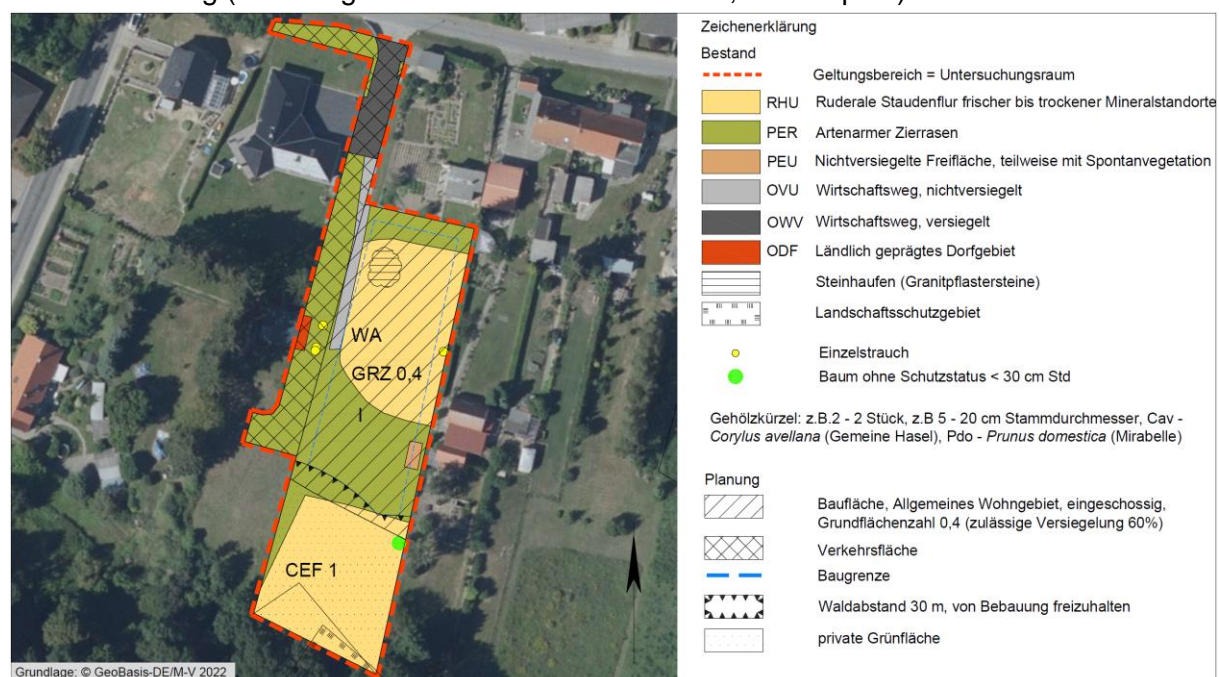 WA
GRZ 0,4
I
CEF 1
Grundlage: © GeoBasis-DE/M-V 2022
Zeichenerklärung
Bestand
Geltungsbereich = Untersuchungsraum
RHU Ruderale Staudenflur frischer bis trockener Mineralstandorte
PER Artenarmer Zierrasen
PEU Nichtversiegelte Freifläche, teilweise mit Spontanvegetation
OVU Wirtschaftsweg, nichtversiegelt
OWV Wirtschaftsweg, versiegelt
ODF Ländlich geprägtes Dorfgebiet
Steinhaufen (Granitpflastersteine)
Landschaftsschutzgebiet
Einzelstrauch
Baum ohne Schutzstatus < 30 cm Std
Gehölzkürzel: z.B.2 - 2 Stück, z.B 5 - 20 cm Stammdurchmesser, Cav -
Corylus avellana (Gemeine Hasel), Pdo - Prunus domestica (Mirabelle)
Planung
Baufläche, Allgemeines Wohngebiet, eingeschossig,
Grundflächenzahl 0,4 (zulässige Versiegelung 60%)
Verkehrsfläche
Baugrenze
Waldabstand 30 m, von Bebauung freizuhalten
private Grünfläche